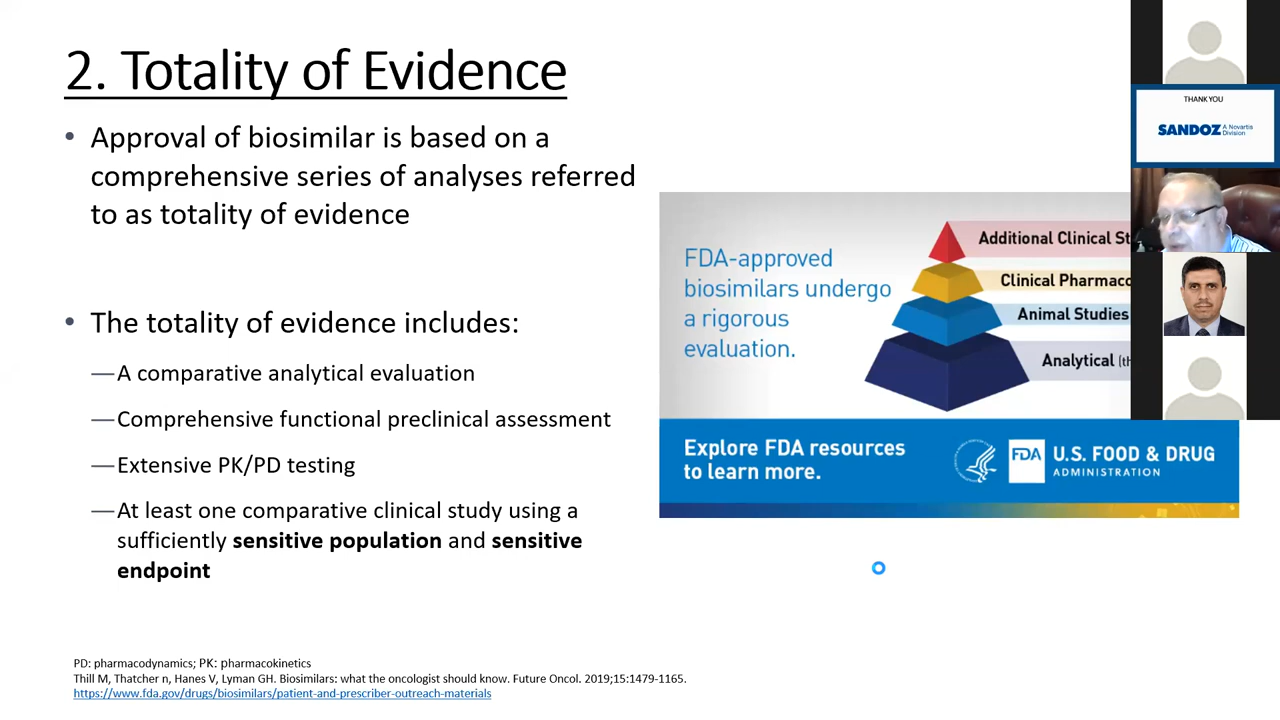 2. Totality of Evidence
• Approval of biosimilar is based on a
comprehensive series of analyses referred
to as totality of evidence
• The totality of evidence includes:
—A comparative analytical evaluation
—Comprehensive functional preclinical assessment
—Extensive PK/PD testing
—At least one comparative clinical study using a
sufficiently sensitive population and sensitive
endpoint
FDA-approved
biosimilars undergo
a rigorous
evaluation.
Additional Clinical St
Clinical Pharmaco
Animal Studies
Analytical (th
Explore FDA resources
to learn more.
FDA U.S. FOOD & DRUG
ADMINISTRATION
THANK YOU
SANDOZ A Novartis
Division
PD: pharmacodynamics; PK: pharmacokinetics
Thill M, Thatcher n, Hanes V, Lyman GH. Biosimilars: what the oncologist should know. Future Oncol. 2019;15:1479-1165.
https://www.fda.gov/drugs/biosimilars/patient-and-prescriber-outreach-materials